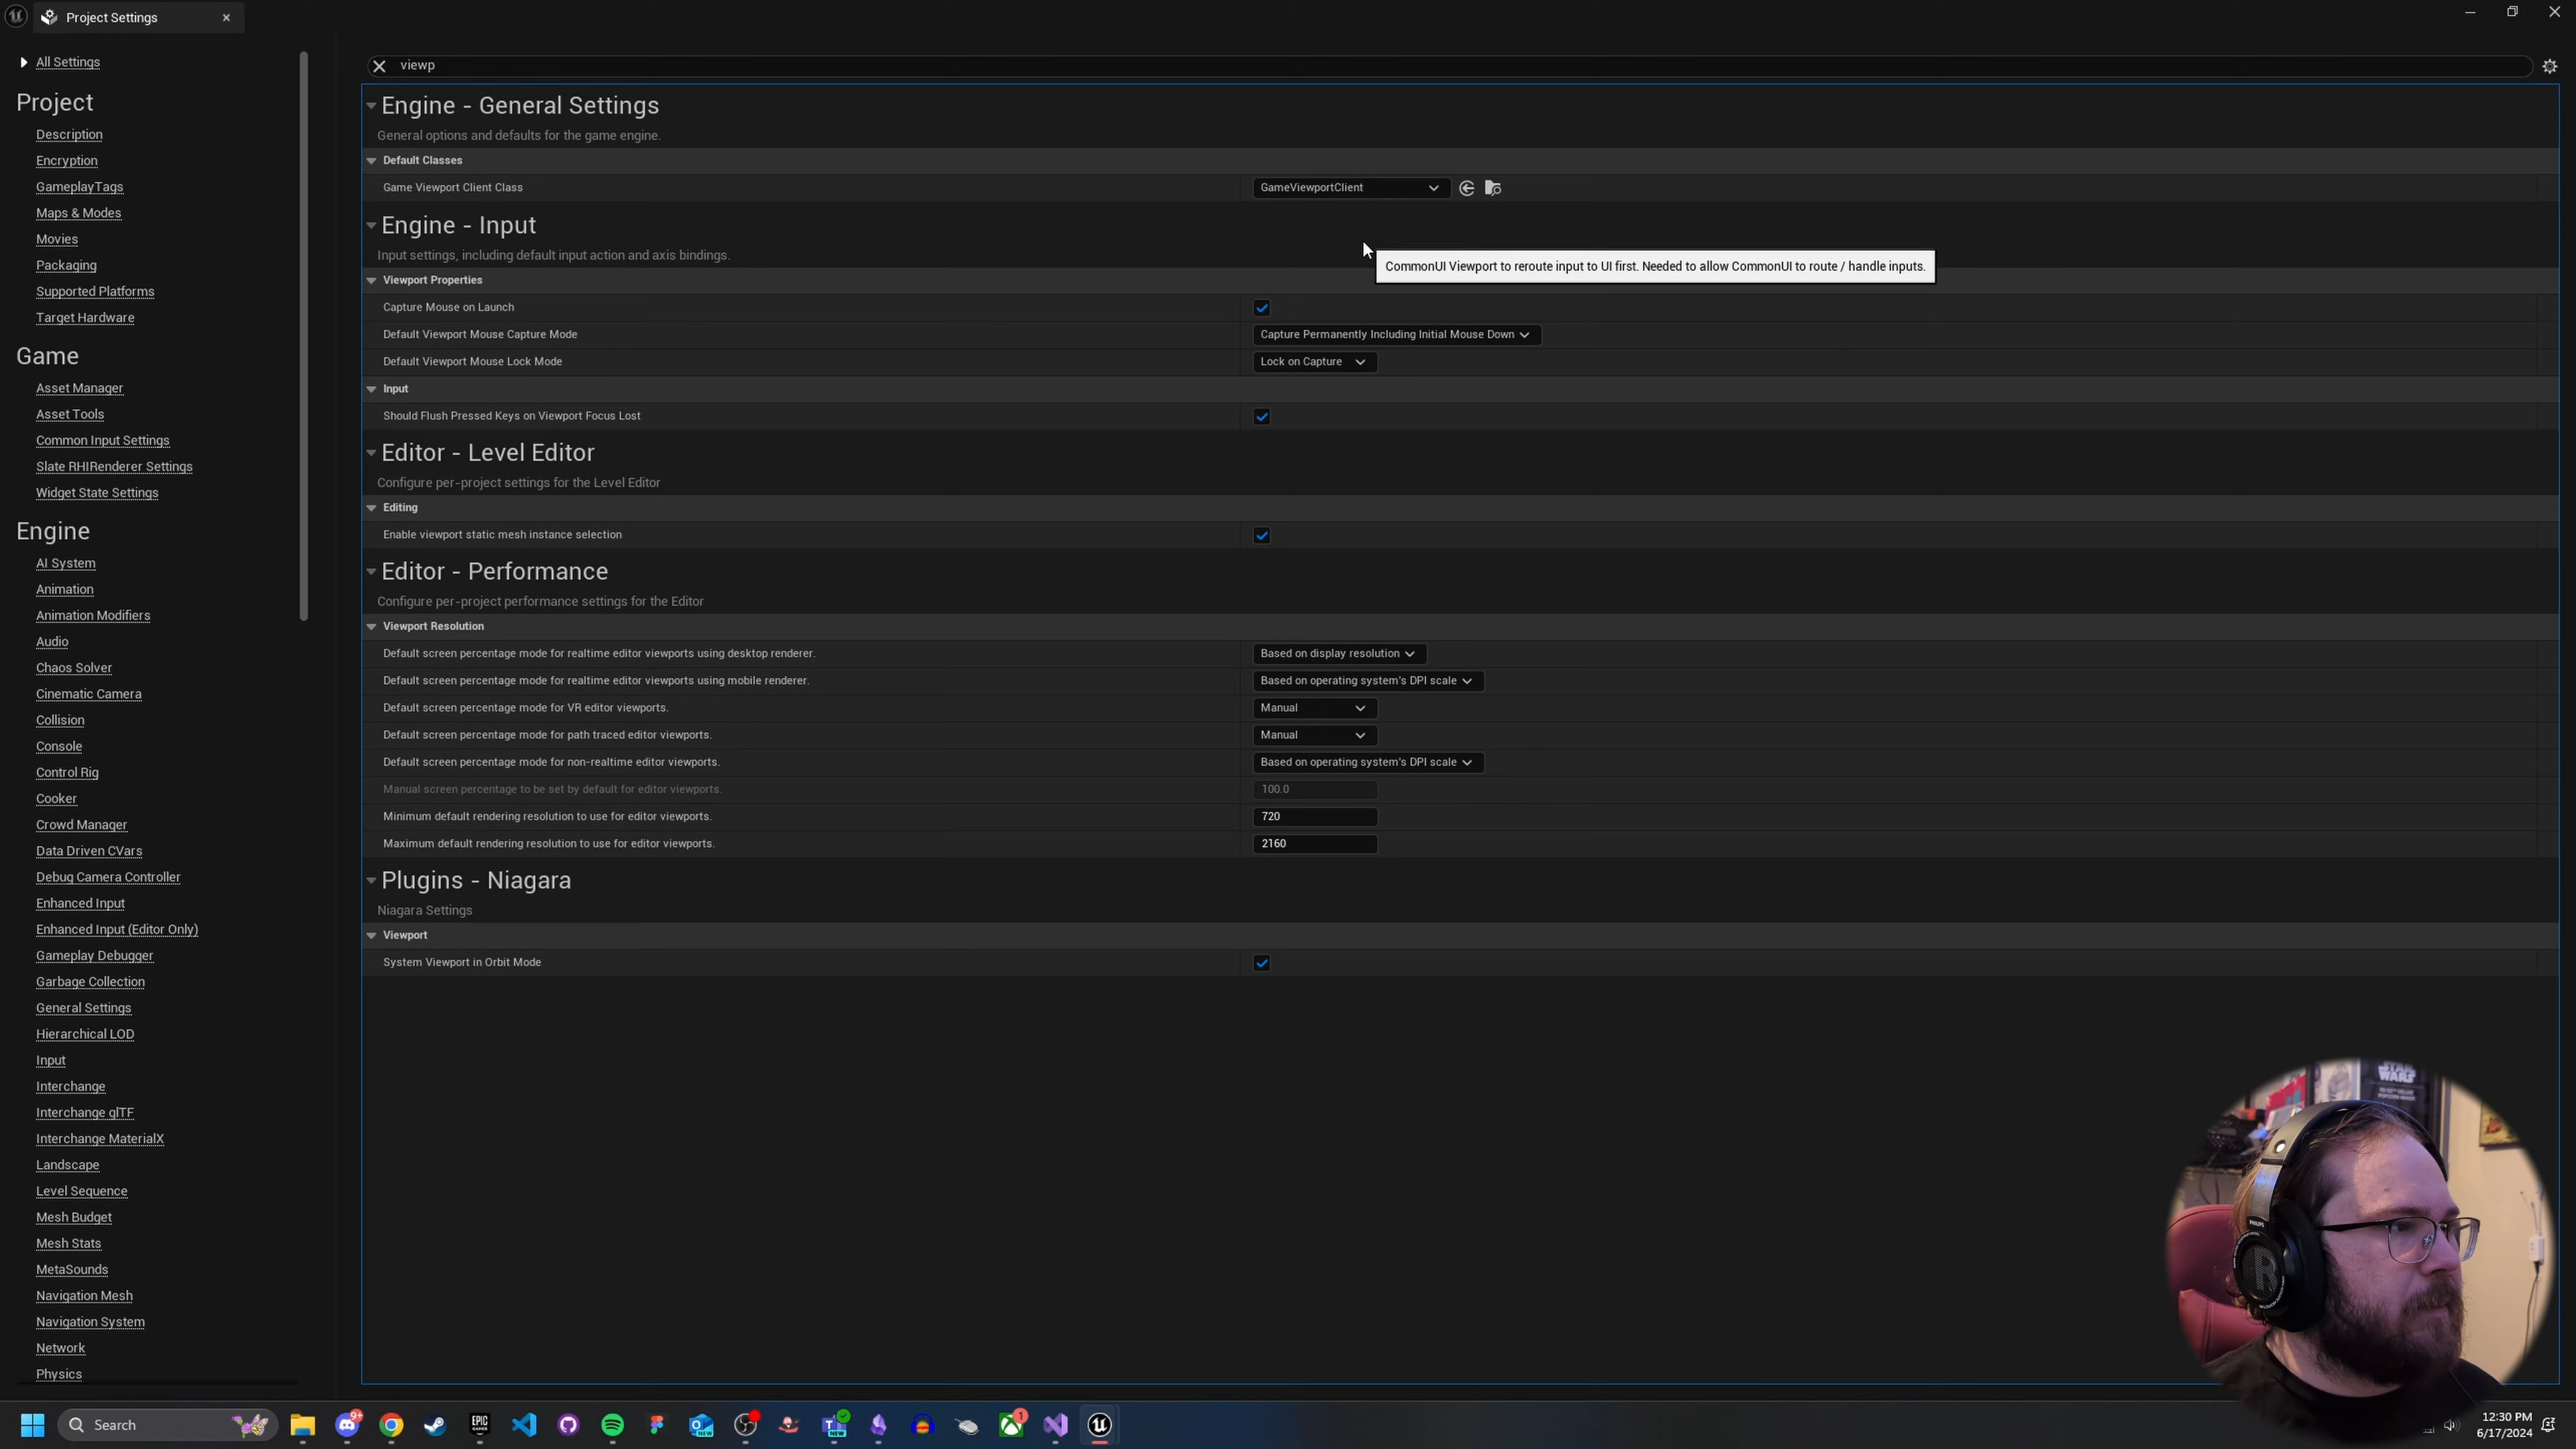 Project Settings
viewp
All Settings
Project
Description
Encryption
GameplayTags
Maps & Modes
Movies
Packaging
Supported Platforms
Target Hardware
Game
Asset Manager
Asset Tools
Common Input Settings
Slate RHIRenderer Settings
Widget State Settings
Engine
AI System
Animation
Animation Modifiers
Audio
Chaos Solver
Cinematic Camera
Collision
Console
Control Rig
Cooker
Crowd Manager
Data Driven CVars
Debug Camera Controller
Enhanced Input
Enhanced Input (Editor Only)
Gameplay Debugger
Garbage Collection
General Settings
Hierarchical LOD
Input
Interchange
Interchange glTF
Interchange MaterialX
Landscape
Level Sequence
Mesh Budget
Mesh Stats
MetaSounds
Navigation Mesh
Navigation System
Network
Physics
Engine - General Settings
General options and defaults for the game engine.
Default Classes
Game Viewport Client Class GameViewportClient
Engine - Input
Input settings, including default input action and axis bindings.
CommonUI Viewport to reroute input to UI first. Needed to allow CommonUI to route / handle inputs.
Viewport Properties
Capture Mouse on Launch
Default Viewport Mouse Capture Mode Capture Permanently Including Initial Mouse Down
Default Viewport Mouse Lock Mode Lock on Capture
Input
Should Flush Pressed Keys on Viewport Focus Lost
Editor - Level Editor
Configure per-project settings for the Level Editor
Editing
Enable viewport static mesh instance selection
Editor - Performance
Configure per-project performance settings for the Editor
Viewport Resolution
Default screen percentage mode for realtime editor viewports using desktop renderer. Based on display resolution
Default screen percentage mode for realtime editor viewports using mobile renderer. Based on operating system's DPI scale
Default screen percentage mode for VR editor viewports. Manual
Default screen percentage mode for path traced editor viewports. Manual
Default screen percentage mode for non-realtime editor viewports. Based on operating system's DPI scale
Manual screen percentage to be set by default for editor viewports. 100.0
Minimum default rendering resolution to use for editor viewports. 720
Maximum default rendering resolution to use for editor viewports. 2160
Plugins - Niagara
Niagara Settings
Viewport
System Viewport in Orbit Mode
STAR
WARS
Search
9+
EPIC
GAMES
NEW
NEW
1
12:30 PM
6/17/2024